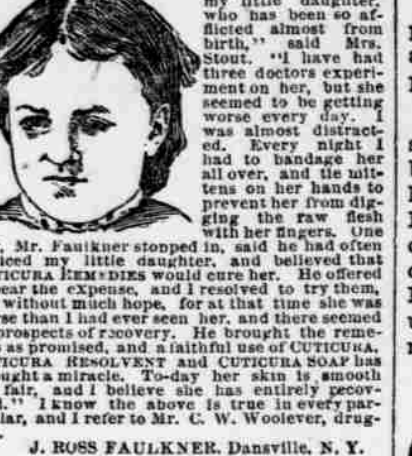 my little daughter,
who has been so af-
flicted almost from
birth," said Mrs.
Stout. "I have had
three doctors experi-
ment on her, but she
seemed to be getting
worse every day. I
was almost distract-
ed. Every night I
had to bandage her
all over, and tie mit-
tens on her hands to
prevent her from dig-
ging the raw flesh
with her fingers. One
, Mr. Faulkner stopped in, said he had often
iced my little daughter, and believed that
TICURA REMEDIES would cure her. He offered
ear the expense, and I resolved to try them,
without much hope, for at that time she was
se than I had ever seen her, and there seemed
prospects of recovery. He brought the reme-
s as promised, and a faithful use of CUTICURA,
TICURA RESOLVENT and CUTICURA SOAP has
ught a miracle. To-day her skin is smooth
fair, and I believe she has entirely recov-
d." I know the above is true in every par-
lar, and I refer to Mr. C. W. Woolever, drug-
J. ROSS FAULKNER, Dansville, N. Y.